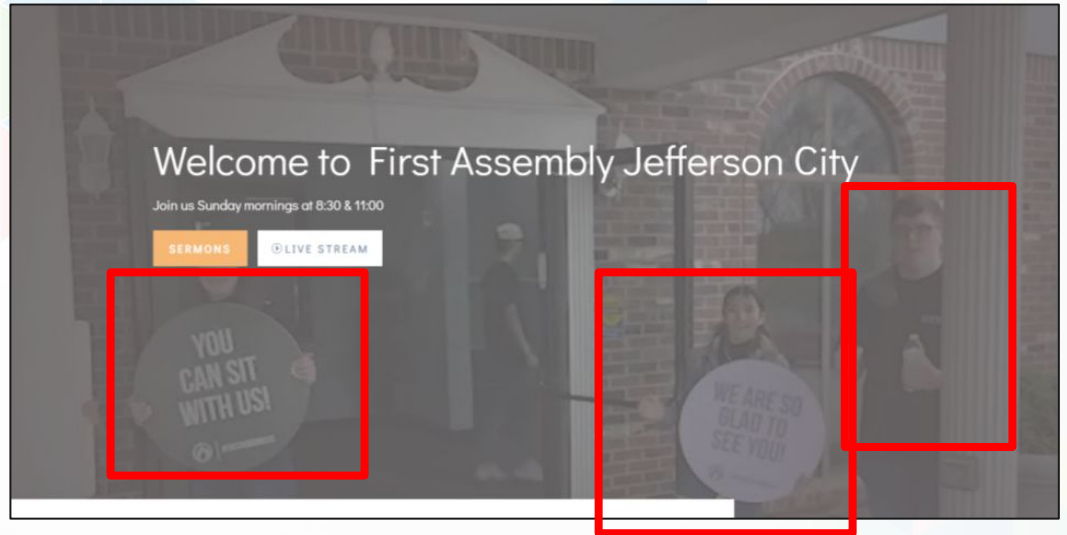 Welcome to First Assembly Jefferson City
Join us Sunday mornings at 8:30 & 11:00
SERMONS
LIVE STREAM
YOU
CAN SIT
WITH US!
WE ARE SO
GLAD TO
SEE YOU!